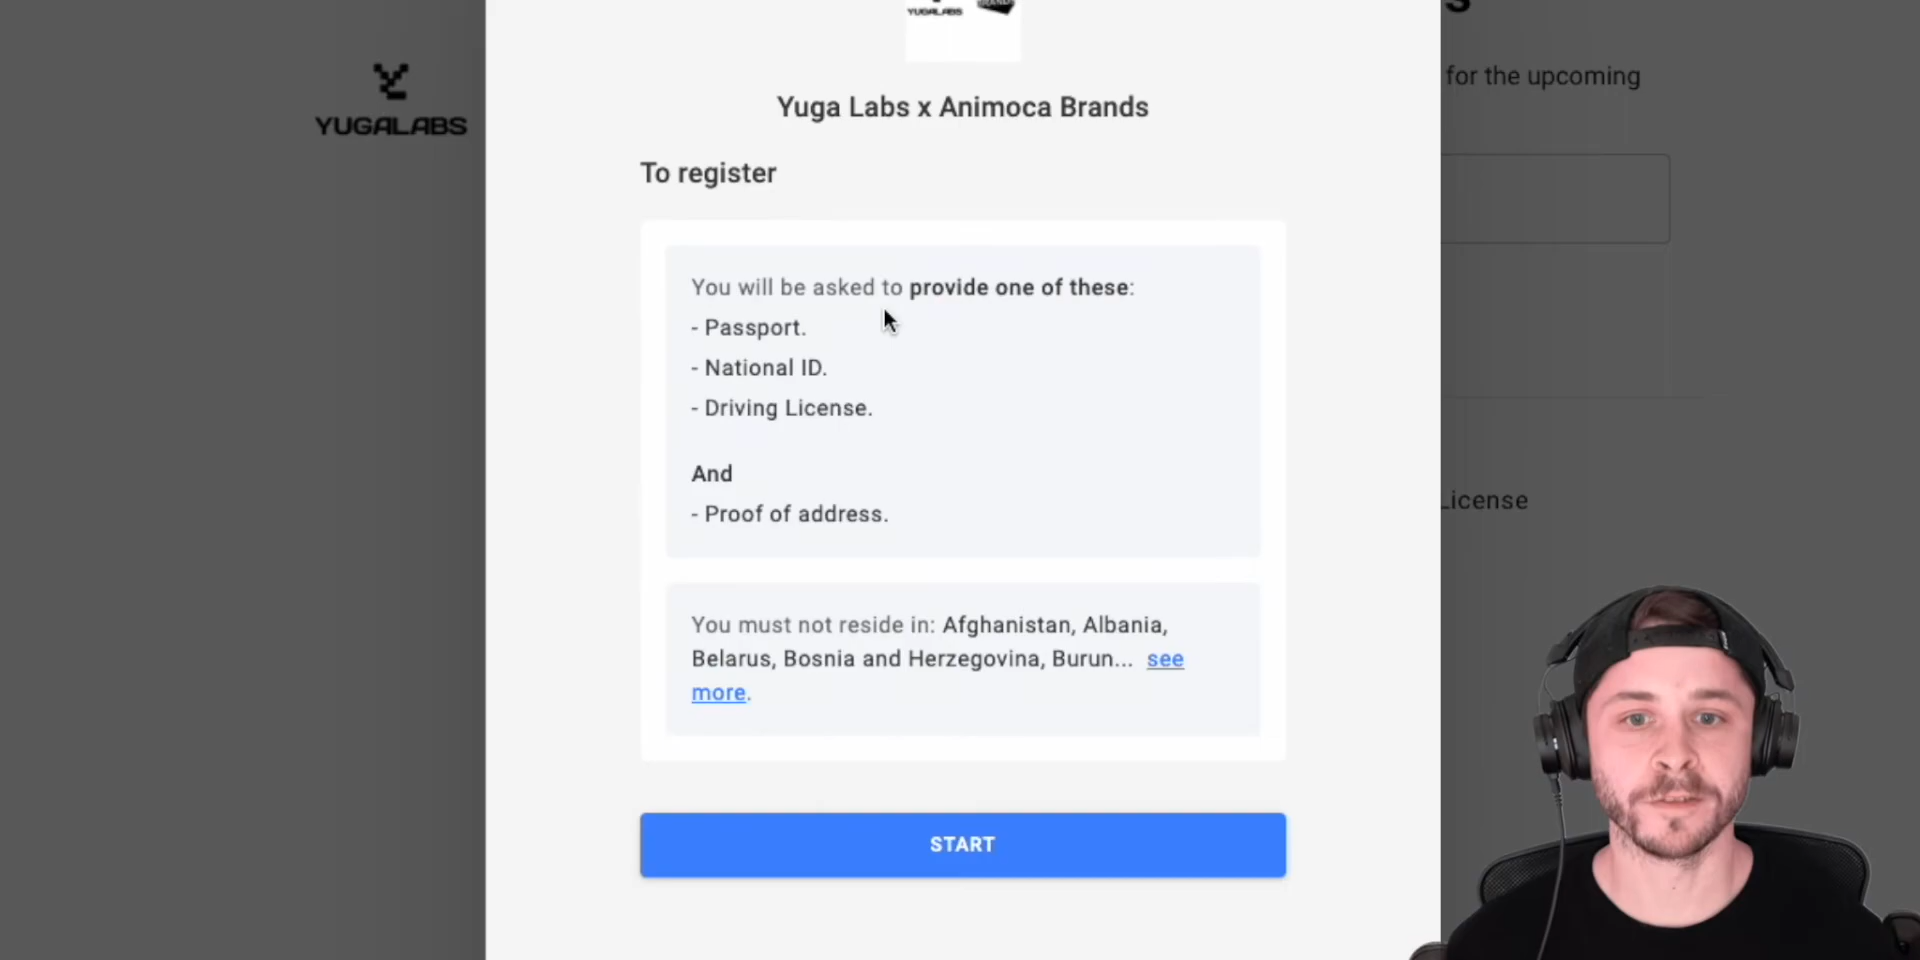 YUGALABS
YUGALABS
Yuga Labs x Animoca Brands
To register
You will be asked to provide one of these:
- Passport.
- National ID.
- Driving License.
And
- Proof of address.
You must not reside in: Afghanistan, Albania,
Belarus, Bosnia and Herzegovina, Burun... see
more.
START
for the upcoming
License